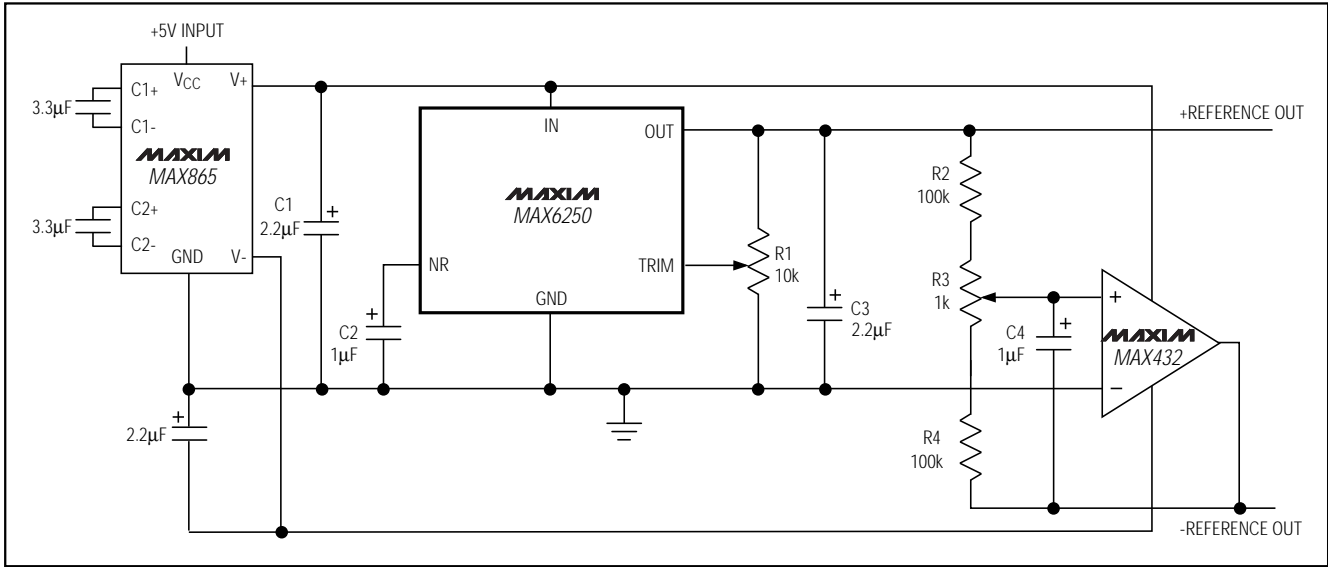 +5V INPUT
VCC
V+
C1+
C1-
3.3µF
MAXIM
MAX865
C2+
C2-
3.3µF
GND
V-
2.2µF
+
C1
2.2µF
+
IN
OUT
MAXIM
MAX6250
NR
TRIM
GND
C2
1µF
+
R1
10k
C3
2.2µF
+
+REFERENCE OUT
R2
100k
R3
1k
C4
1µF
+
+
MAXIM
MAX432
−
R4
100k
-REFERENCE OUT